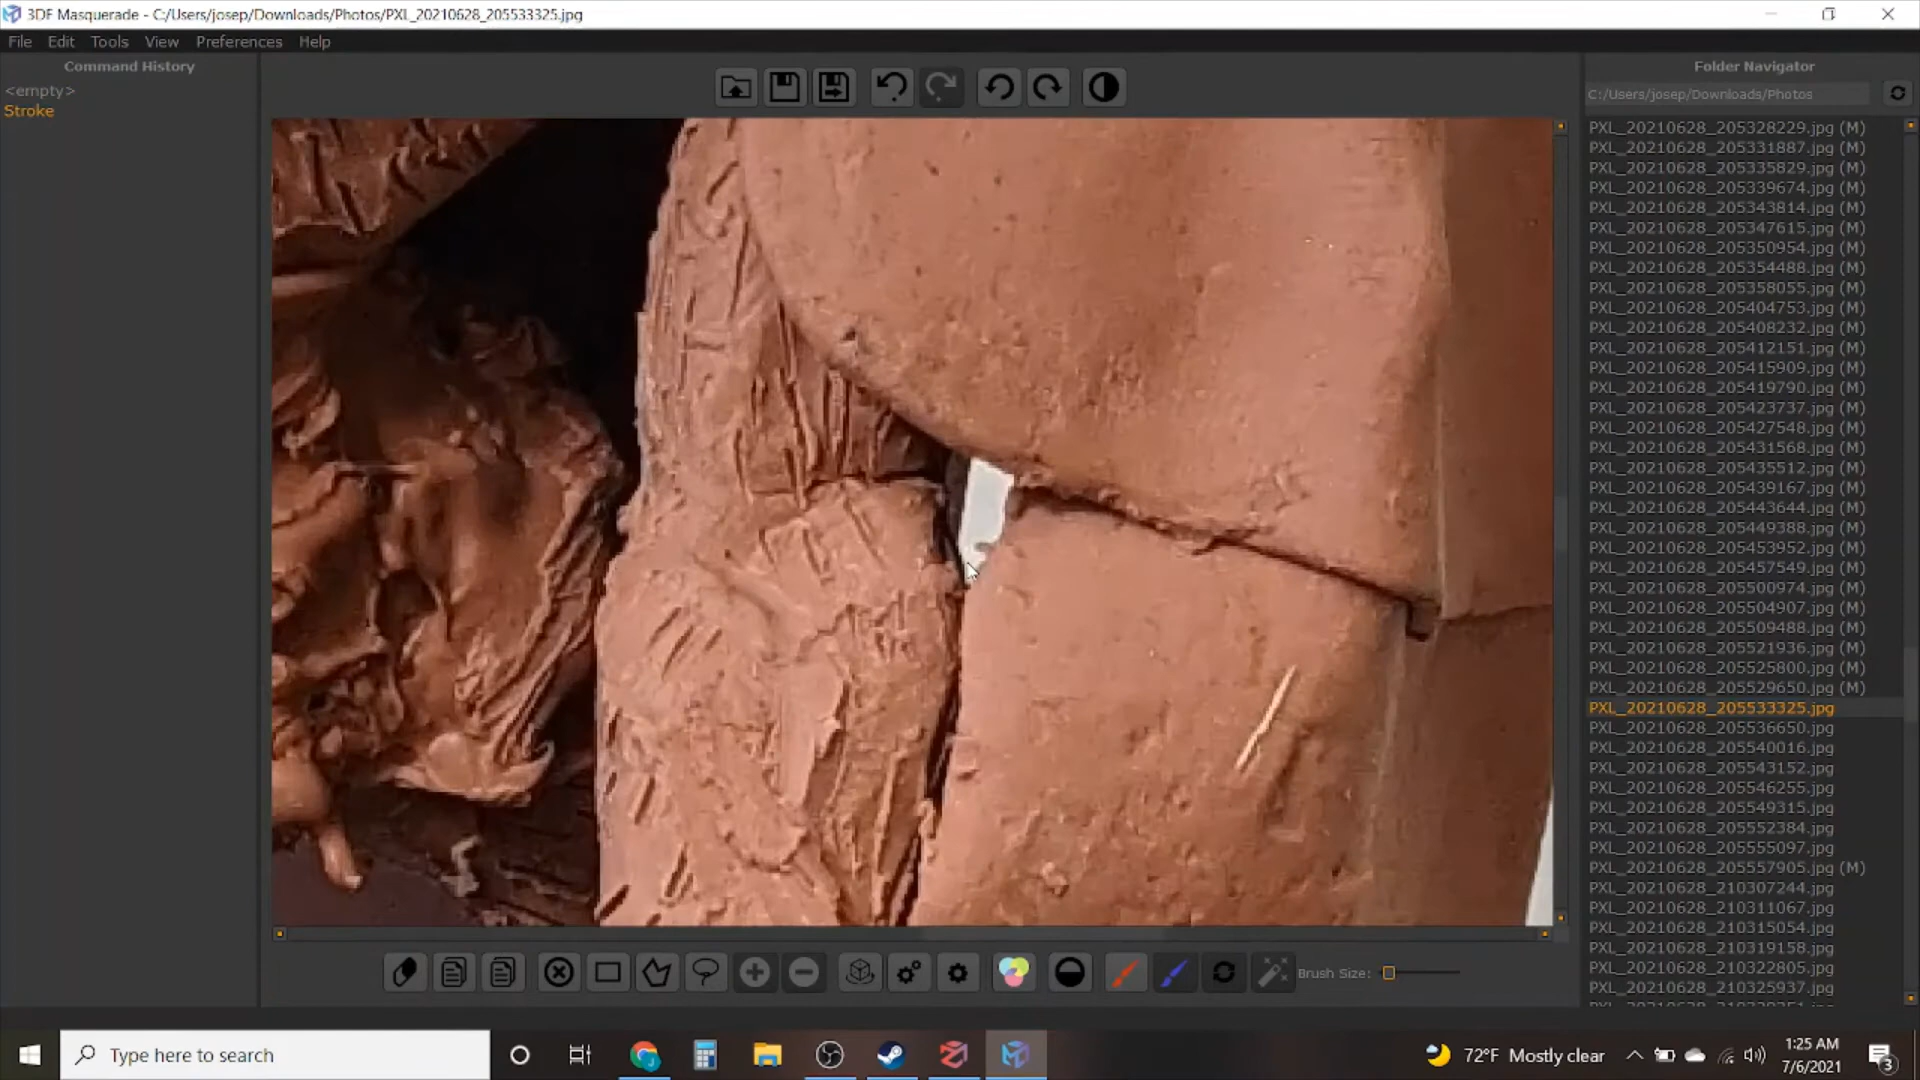 3DF Masquerade - C:/Users/josep/Downloads/Photos/PXL_20210628_205533325.jpg
File Edit Tools View Preferences Help
Command History
<empty>
Stroke
Folder Navigator
C:/Users/josep/Downloads/Photos
PXL_20210628_205328229.jpg (M)
PXL_20210628_205331887.jpg (M)
PXL_20210628_205335829.jpg (M)
PXL_20210628_205339674.jpg (M)
PXL_20210628_205343814.jpg (M)
PXL_20210628_205347615.jpg (M)
PXL_20210628_205350954.jpg (M)
PXL_20210628_205354488.jpg (M)
PXL_20210628_205358055.jpg (M)
PXL_20210628_205404753.jpg (M)
PXL_20210628_205408232.jpg (M)
PXL_20210628_205412151.jpg (M)
PXL_20210628_205415909.jpg (M)
PXL_20210628_205419790.jpg (M)
PXL_20210628_205423737.jpg (M)
PXL_20210628_205427548.jpg (M)
PXL_20210628_205431568.jpg (M)
PXL_20210628_205435512.jpg (M)
PXL_20210628_205439167.jpg (M)
PXL_20210628_205443644.jpg (M)
PXL_20210628_205449388.jpg (M)
PXL_20210628_205453952.jpg (M)
PXL_20210628_205457549.jpg (M)
PXL_20210628_205500974.jpg (M)
PXL_20210628_205504907.jpg (M)
PXL_20210628_205509488.jpg (M)
PXL_20210628_205521936.jpg (M)
PXL_20210628_205525800.jpg (M)
PXL_20210628_205529650.jpg (M)
PXL_20210628_205533325.jpg
PXL_20210628_205536650.jpg
PXL_20210628_205540016.jpg
PXL_20210628_205543152.jpg
PXL_20210628_205546255.jpg
PXL_20210628_205549315.jpg
PXL_20210628_205552384.jpg
PXL_20210628_205555097.jpg
PXL_20210628_205557905.jpg (M)
PXL_20210628_210307244.jpg
PXL_20210628_210311067.jpg
PXL_20210628_210315054.jpg
PXL_20210628_210319158.jpg
PXL_20210628_210322805.jpg
PXL_20210628_210325937.jpg
Brush Size:
Type here to search
72°F Mostly clear
1:25 AM
7/6/2021
3